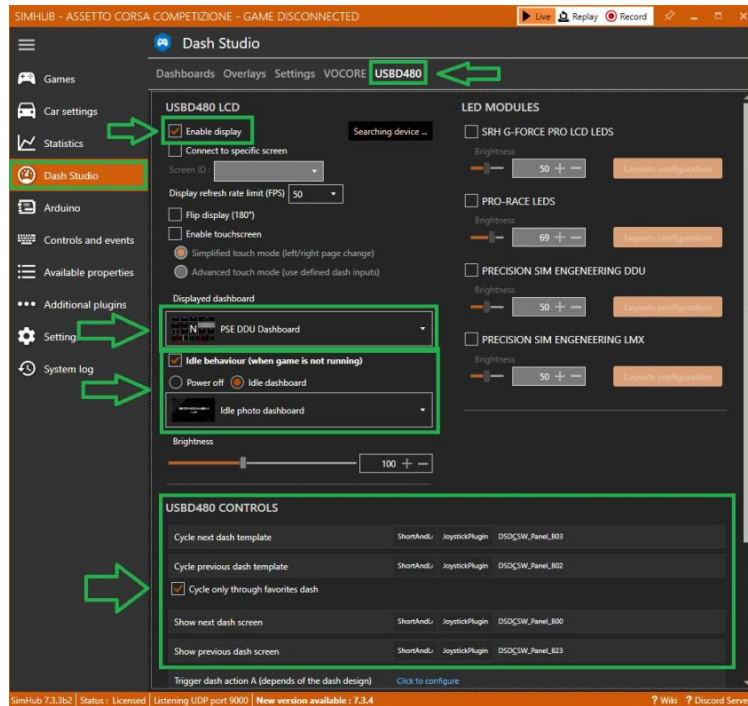 SIMHUB - ASSETTO CORSA COMPETIZIONE - GAME DISCONNECTED
Live Replay Record
Dash Studio
Games
Car settings
Statistics
Dash Studio
Arduino
Controls and events
Available properties
Additional plugins
Setting
System log
Dashboards Overlays Settings VOCORE USBD480
USBD480 LCD
Enable display
Searching device ...
Connect to specific screen
Screen ID :
Display refresh rate limit (FPS) 50
Flip display (180°)
Enable touchscreen
Simplified touch mode (left/right page change)
Advanced touch mode (use defined dash inputs)
Displayed dashboard
N PSE DDU Dashboard
Idle behaviour (when game is not running)
Power off Idle dashboard
Idle photo dashboard
Brightness
100
LED MODULES
SRH G-FORCE PRO LCD LEDS
Brightness
50 Layouts configuration
PRO-RACE LEDS
Brightness
69 Layouts configuration
PRECISION SIM ENGENEERING DDU
Brightness
50 Layouts configuration
PRECISION SIM ENGENEERING LMX
Brightness
50 Layouts configuration
USBD480 CONTROLS
Cycle next dash template ShortAndL JoystickPlugin DSDCSW_Panel_B03
Cycle previous dash template ShortAndL JoystickPlugin DSDCSW_Panel_B02
Cycle only through favorites dash
Show next dash screen ShortAndL JoystickPlugin DSDCSW_Panel_B00
Show previous dash screen ShortAndL JoystickPlugin DSDCSW_Panel_B23
Trigger dash action A (depends of the dash design) Click to configure
SimHub 7.3.3b2 Status : Licensed Listening UDP port 9000 New version available : 7.3.4 ? Wiki ? Discord Serve